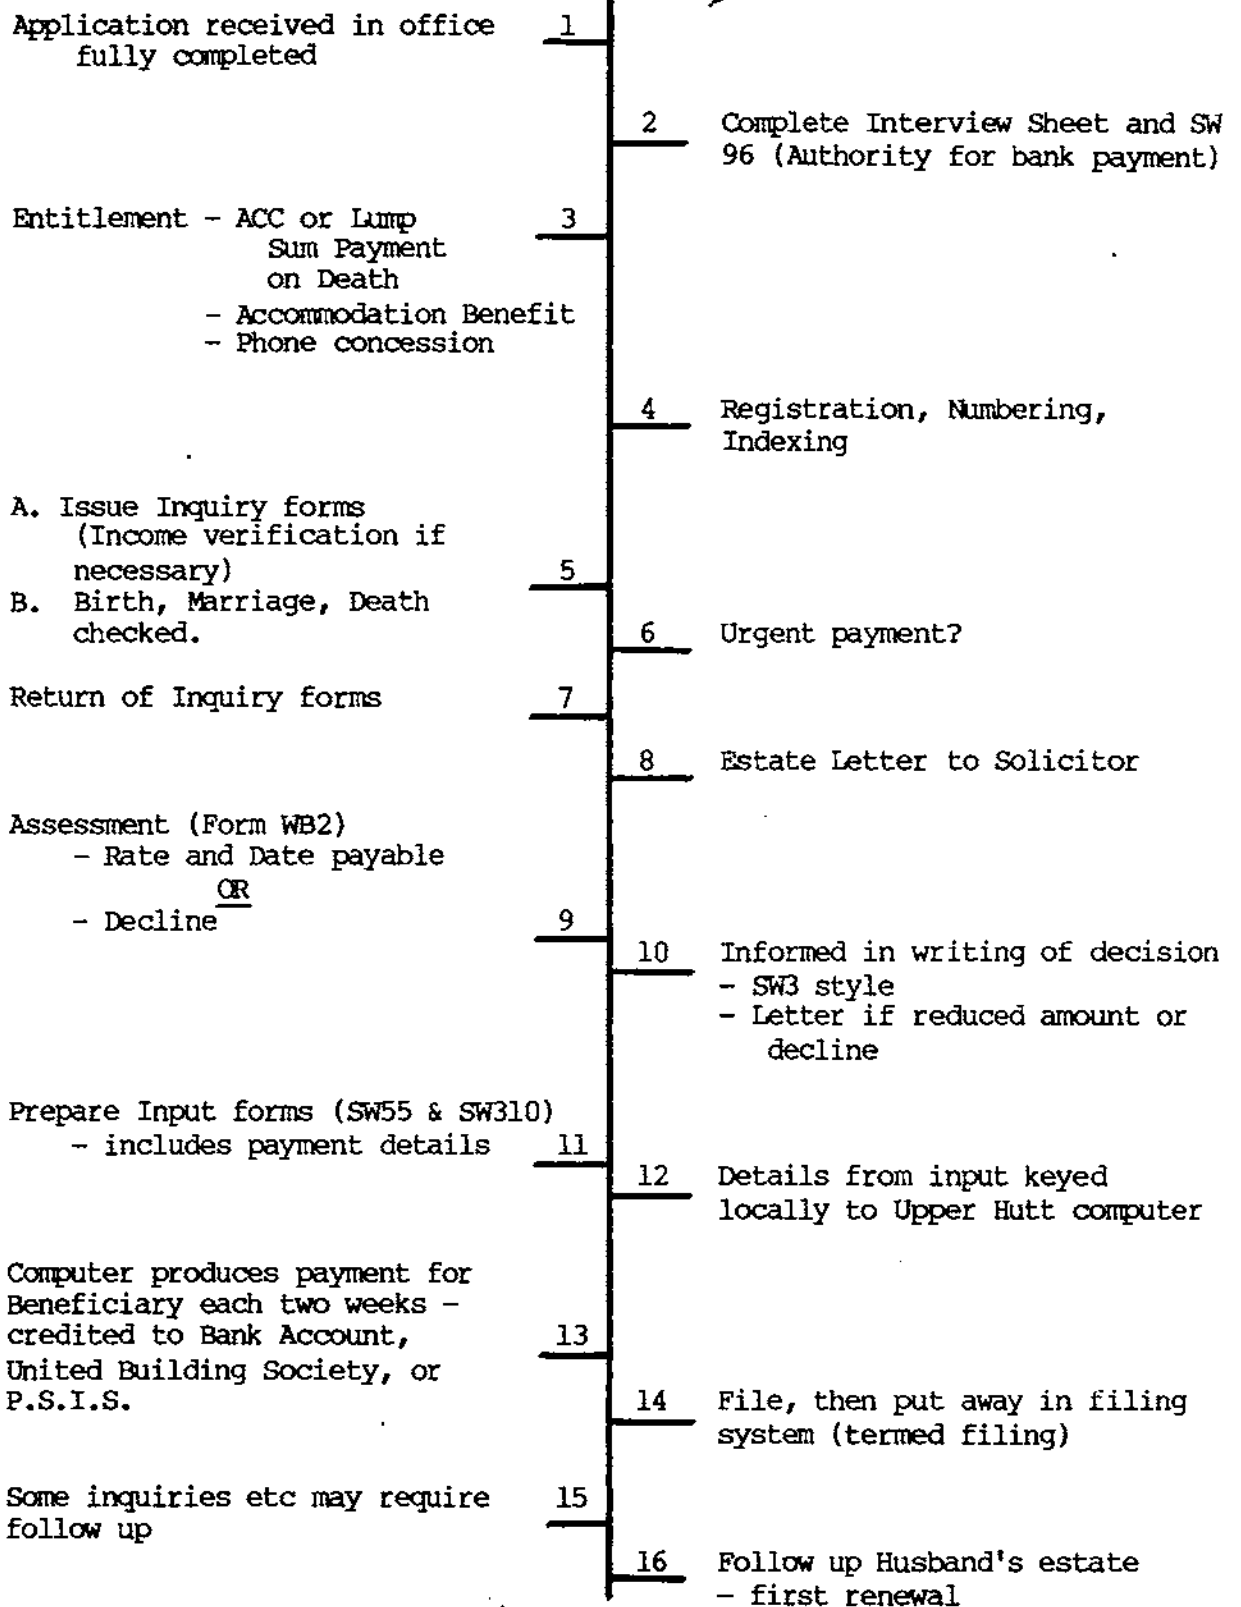 Application received in office
fully completed
1
2
Complete Interview Sheet and SW
96 (Authority for bank payment)
Entitlement - ACC or Lump
Sum Payment
on Death
- Accommodation Benefit
- Phone concession
3
4
Registration, Numbering,
Indexing
A. Issue Inquiry forms
(Income verification if
necessary)
B. Birth, Marriage, Death
checked.
5
6
Urgent payment?
Return of Inquiry forms
7
8
Estate Letter to Solicitor
Assessment (Form WB2)
- Rate and Date payable
OR
- Decline
9
10
Informed in writing of decision
- SW3 style
- Letter if reduced amount or
decline
Prepare Input forms (SW55 & SW310)
- includes payment details
11
12
Details from input keyed
locally to Upper Hutt computer
Computer produces payment for
Beneficiary each two weeks -
credited to Bank Account,
United Building Society, or
P.S.I.S.
13
14
File, then put away in filing
system (termed filing)
Some inquiries etc may require
follow up
15
16
Follow up Husband's estate
- first renewal